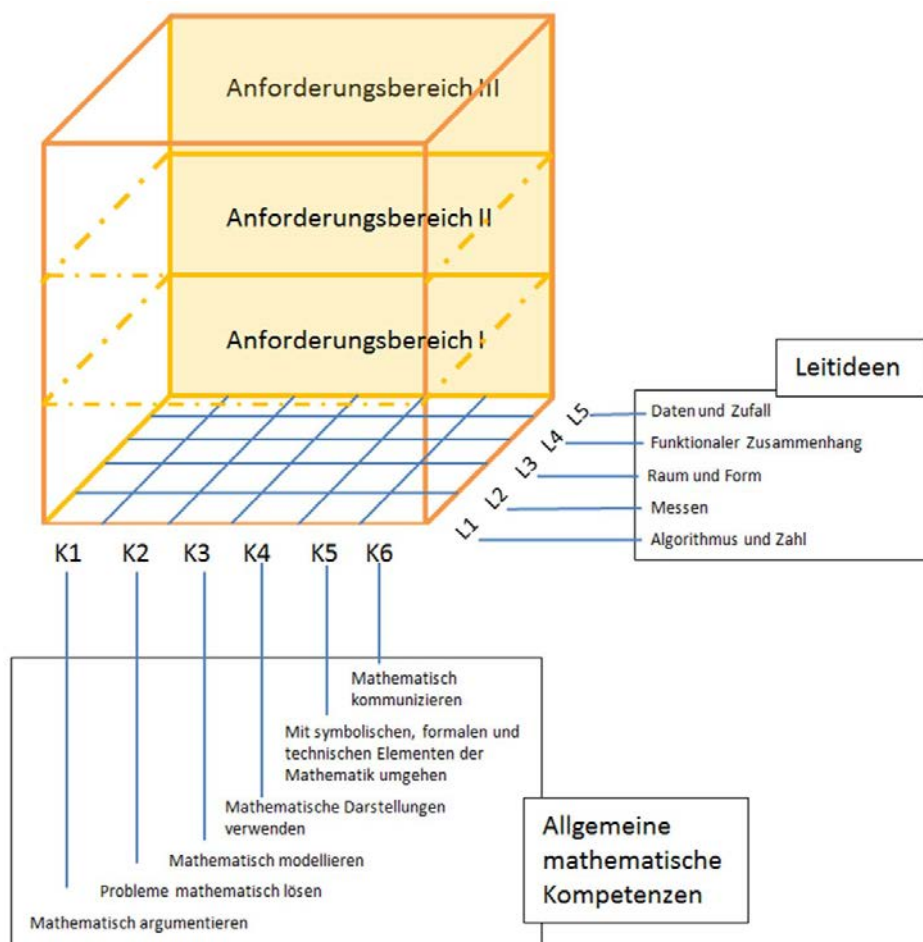 Anforderungsbereich III
Anforderungsbereich II
Anforderungsbereich I
Leitideen
L5 Daten und Zufall
L4 Funktionaler Zusammenhang
L3 Raum und Form
L2 Messen
L1 Algorithmus und Zahl
K1 K2 K3 K4 K5 K6
Mathematisch
kommunizieren
Mit symbolischen, formalen und
technischen Elementen der
Mathematik umgehen
Mathematische Darstellungen
verwenden
Mathematisch modellieren
Probleme mathematisch lösen
Mathematisch argumentieren
Allgemeine
mathematische
Kompetenzen